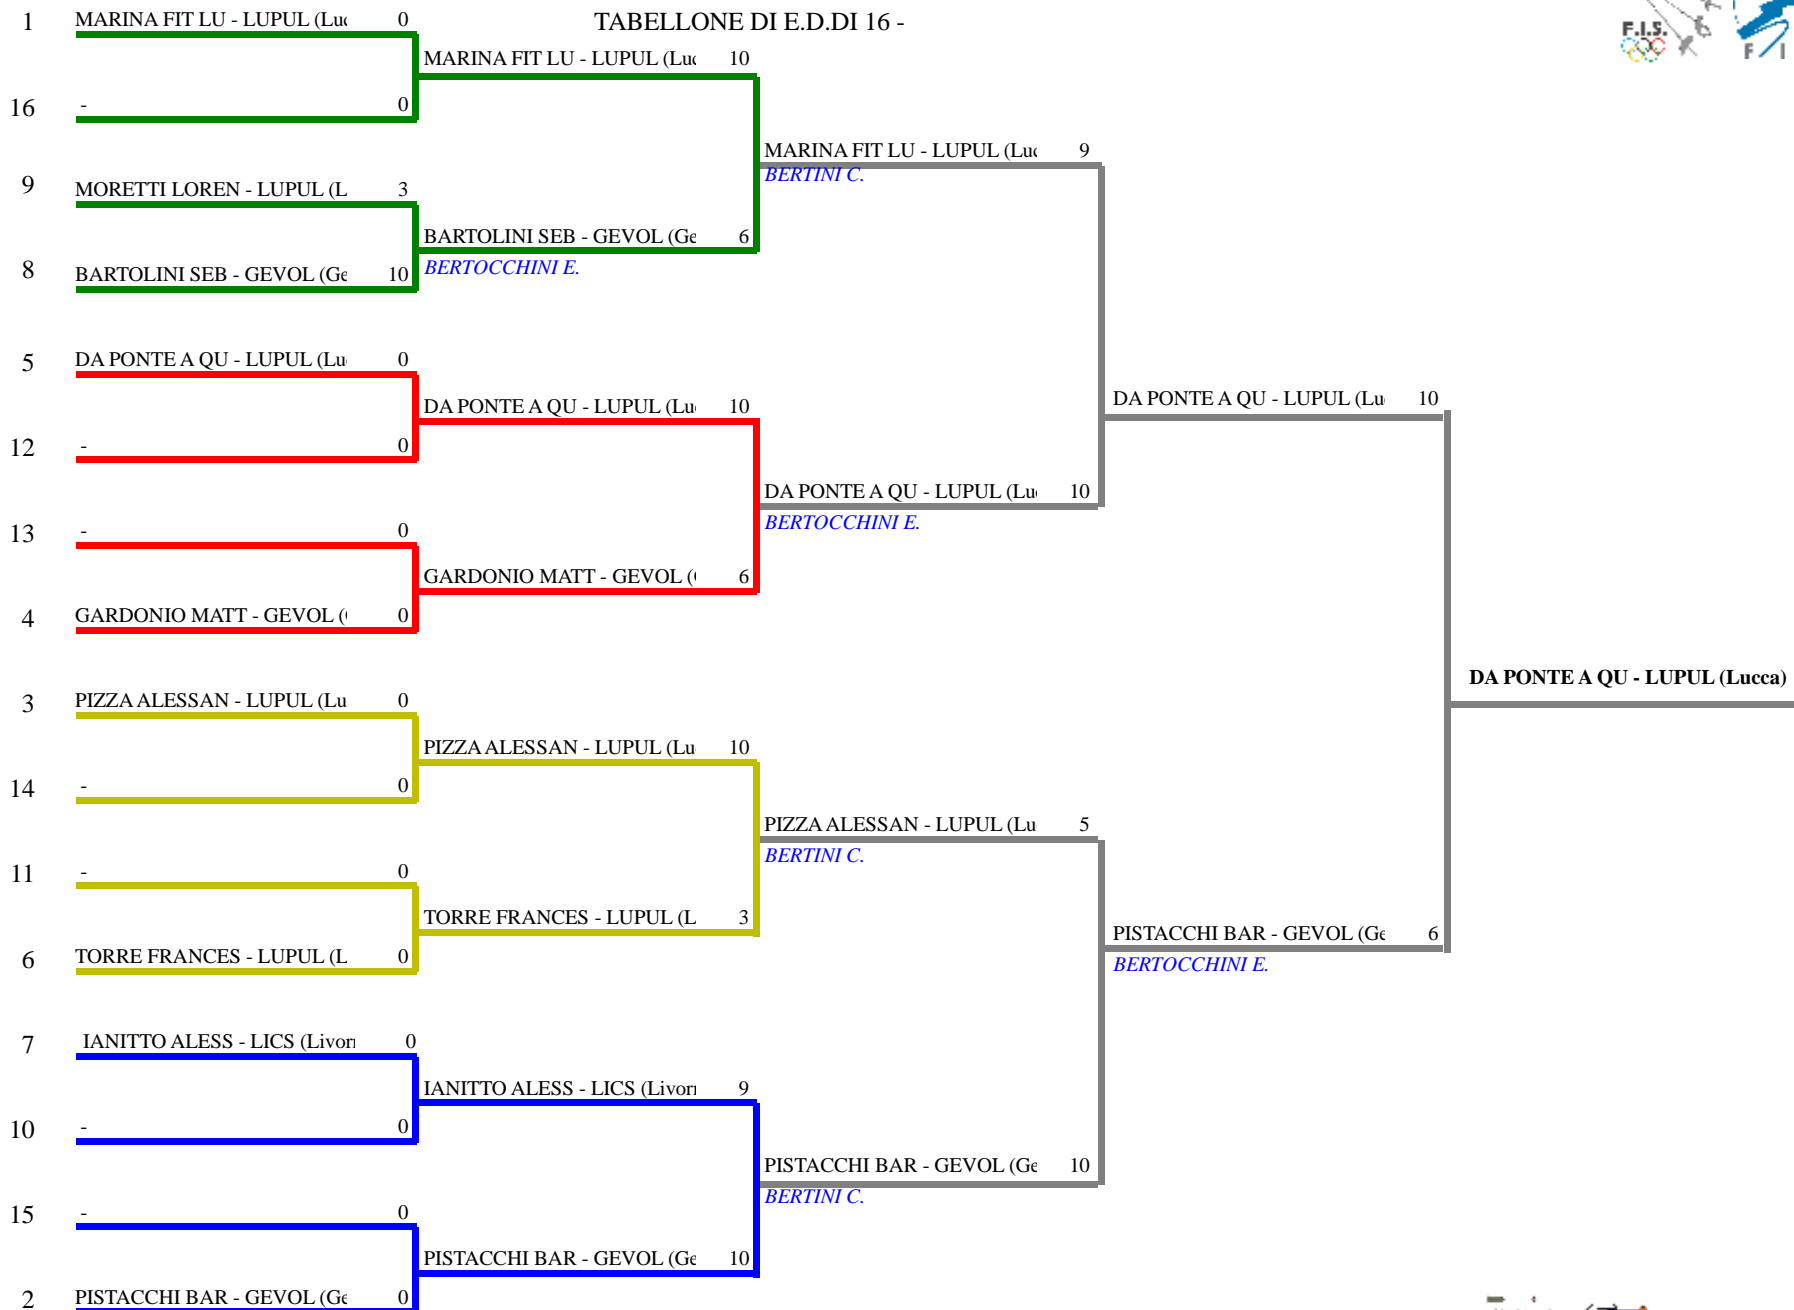 TABELLONE DI E.D.DI 16 -
F.I.S.
F I
1 MARINA FIT LU - LUPUL (Luc 0
MARINA FIT LU - LUPUL (Luc 10
16 - 0
MARINA FIT LU - LUPUL (Luc 9
BERTINI C.
9 MORETTI LOREN - LUPUL (L 3
BARTOLINI SEB - GEVOL (Ge 6
BERTOCCHINI E.
8 BARTOLINI SEB - GEVOL (Ge 10
5 DA PONTE A QU - LUPUL (Lu 0
DA PONTE A QU - LUPUL (Lu 10
DA PONTE A QU - LUPUL (Lu 10
12 - 0
DA PONTE A QU - LUPUL (Lu 10
BERTOCCHINI E.
13 - 0
GARDONIO MATT - GEVOL ( 6
4 GARDONIO MATT - GEVOL ( 0
DA PONTE A QU - LUPUL (Lucca)
3 PIZZA ALESSAN - LUPUL (Lu 0
PIZZA ALESSAN - LUPUL (Lu 10
14 - 0
PIZZA ALESSAN - LUPUL (Lu 5
BERTINI C.
11 - 0
TORRE FRANCES - LUPUL (L 3
PISTACCHI BAR - GEVOL (Ge 6
BERTOCCHINI E.
6 TORRE FRANCES - LUPUL (L 0
7 IANITTO ALESS - LICS (Livorn 0
IANITTO ALESS - LICS (Livorn 9
10 - 0
PISTACCHI BAR - GEVOL (Ge 10
BERTINI C.
15 - 0
PISTACCHI BAR - GEVOL (Ge 10
2 PISTACCHI BAR - GEVOL (Ge 0